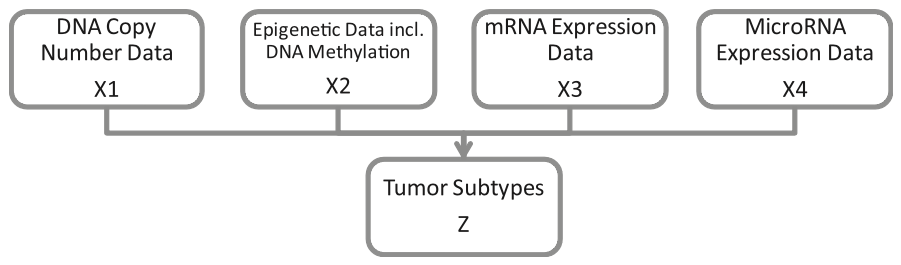 DNA Copy
Number Data
X1
Epigenetic Data incl.
DNA Methylation
X2
mRNA Expression
Data
X3
MicroRNA
Expression Data
X4
Tumor Subtypes
Z